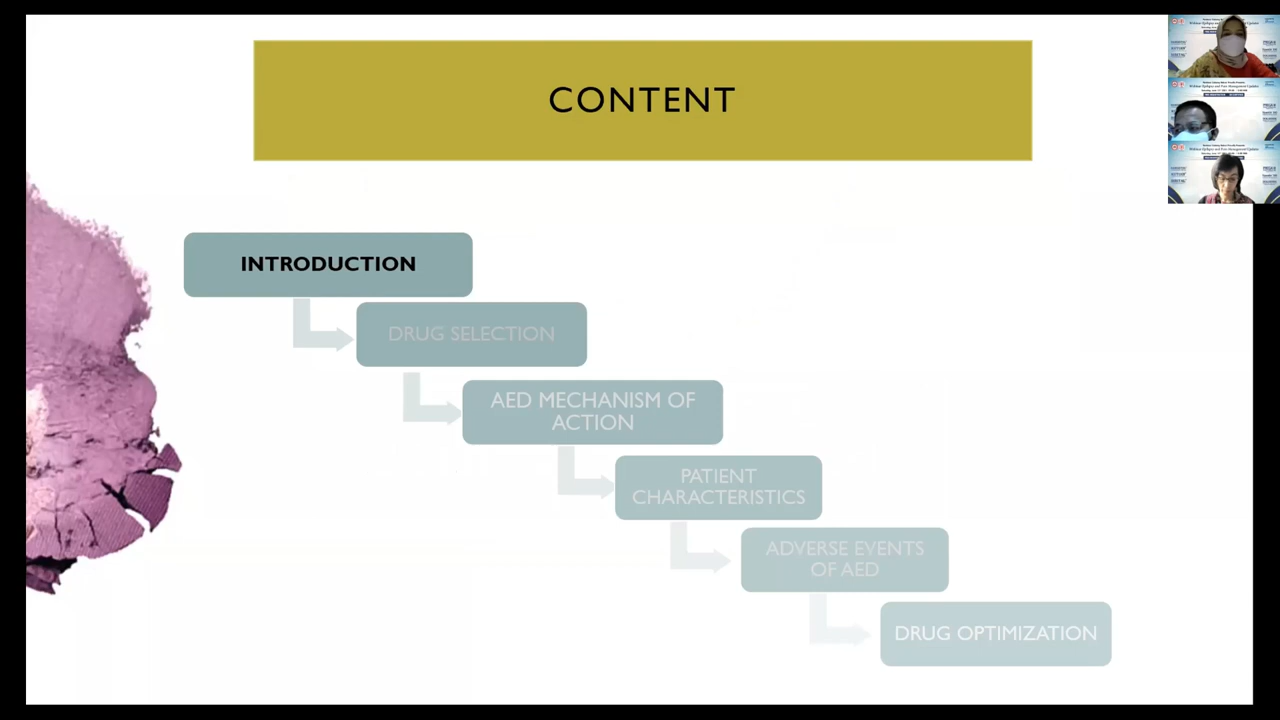 CONTENT
INTRODUCTION
DRUG SELECTION
AED MECHANISM OF
ACTION
PATIENT
CHARACTERISTICS
ADVERSE EVENTS
OF AED
DRUG OPTIMIZATION